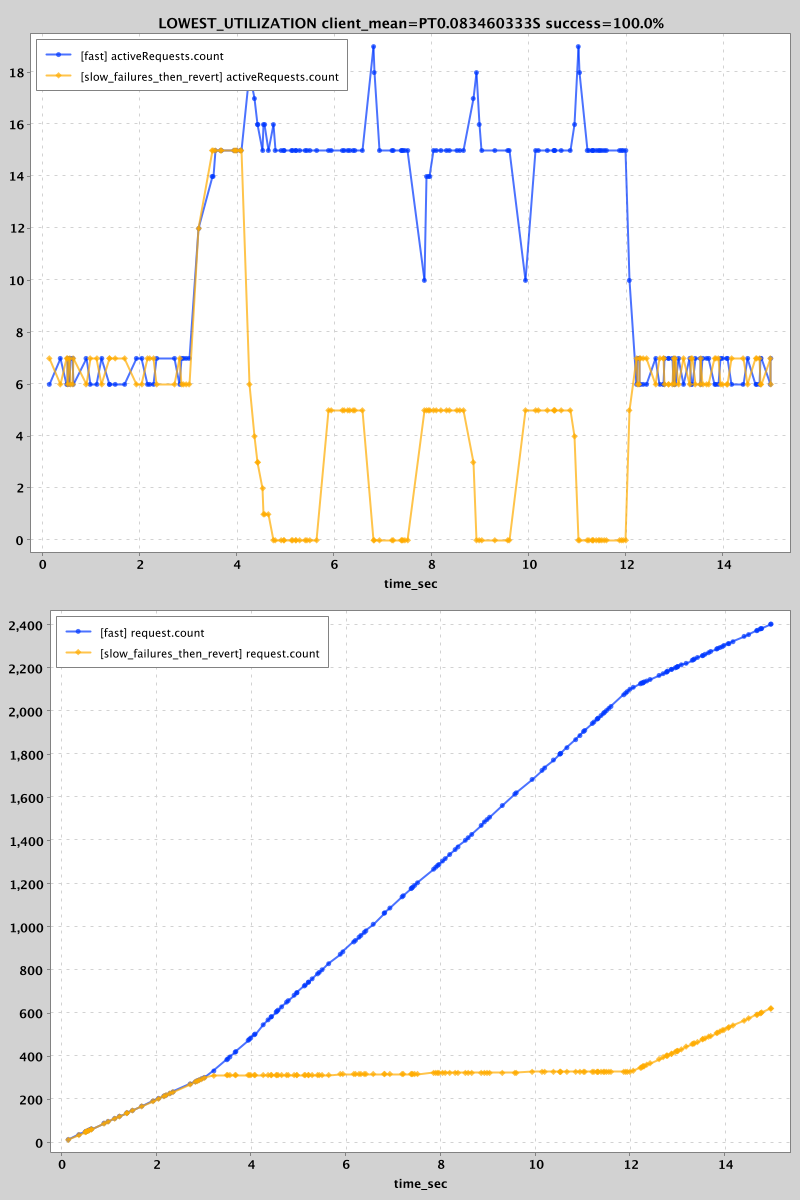 LOWEST_UTILIZATION client_mean=PT0.083460333S success=100.0%
[fast] activeRequests.count
[slow_failures_then_revert] activeRequests.count
18
16
14
12
10
8
6
4
2
0
0 2 4 6 8 10 12 14
time_sec
[fast] request.count
[slow_failures_then_revert] request.count
2,400
2,200
2,000
1,800
1,600
1,400
1,200
1,000
800
600
400
200
0
0 2 4 6 8 10 12 14
time_sec